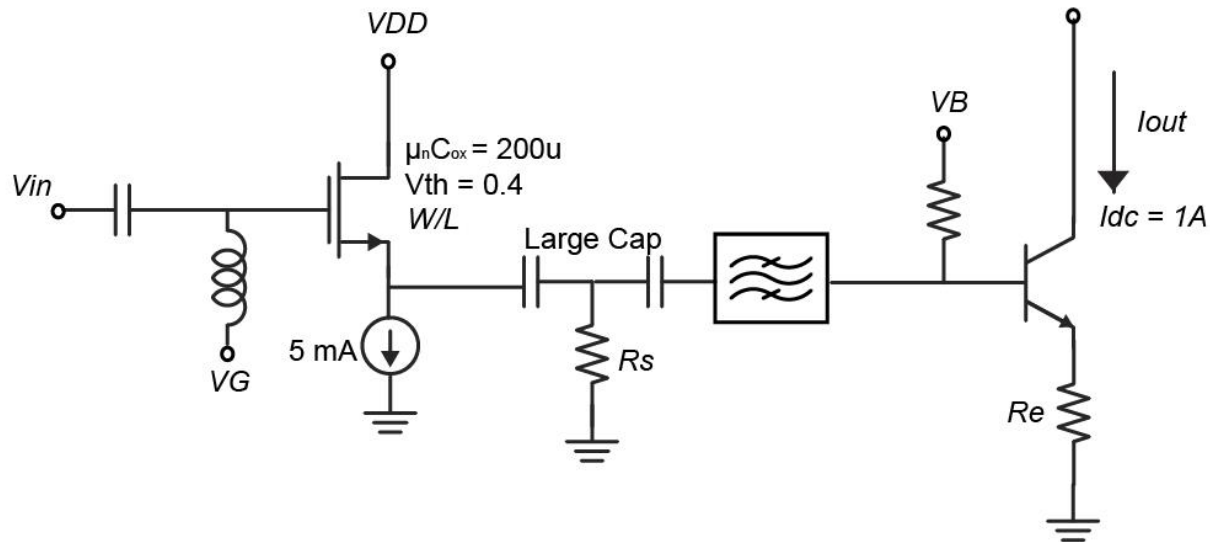 VDD
μnCox = 200u
Vth = 0.4
W/L
Vin
VG
5 mA
Large Cap
Rs
VB
Iout
Idc = 1A
Re